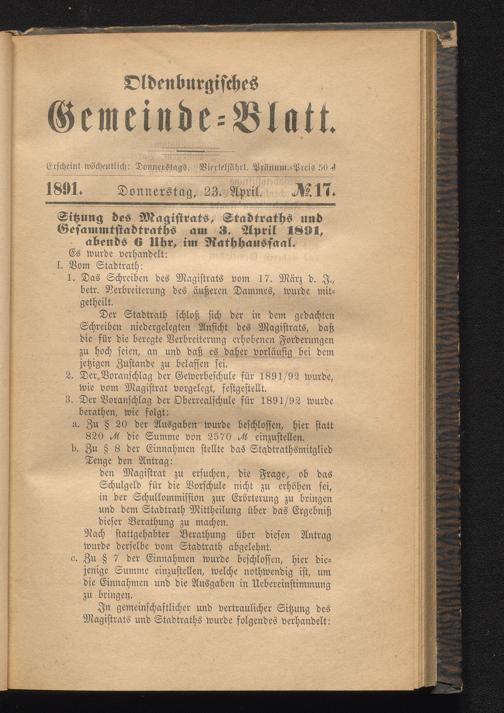 Oldenburgisches
Gemeinde=Blatt.
Erscheint wöchentlich: Donnerstags. Vierteljährl. Pränum.-Preis 50 ₰
1891. Donnerstag, 23. April. № 17.
Sitzung des Magistrats, Stadtraths und
Gesammtstadtraths am 3. April 1891,
abends 6 Uhr, im Rathhaussaal.
Es wurde verhandelt:
I. Vom Stadtrath:
1. Das Schreiben des Magistrats vom 17. März d. J.,
betr. Verbreiterung des äußeren Dammes, wurde mit-
getheilt.
Der Stadtrath schloß sich der in dem gedachten
Schreiben niedergelegten Ansicht des Magistrats, daß
die für die beregte Verbreiterung erhobenen Forderungen
zu hoch seien, an und daß es daher vorläufig bei dem
jetzigen Zustande zu belassen sei.
2. Der Voranschlag der Gewerbeschule für 1891/92 wurde,
wie vom Magistrat vorgelegt, festgestellt.
3. Der Voranschlag der Oberrealschule für 1891/92 wurde
berathen, wie folgt:
a. Zu § 20 der Ausgaben wurde beschlossen, hier statt
820 ℳ die Summe von 2570 ℳ einzustellen.
b. Zu § 8 der Einnahmen stellte das Stadtrathsmitglied
Tenge den Antrag:
den Magistrat zu ersuchen, die Frage, ob das
Schulgeld für die Vorschule nicht zu erhöhen sei,
in der Schulkommission zur Erörterung zu bringen
und dem Stadtrath Mittheilung über das Ergebniß
dieser Berathung zu machen.
Nach stattgehabter Berathung über diesen Antrag
wurde derselbe vom Stadtrath abgelehnt.
c. Zu § 7 der Einnahmen wurde beschlossen, hier die-
jenige Summe einzustellen, welche nothwendig ist, um
die Einnahmen und die Ausgaben in Uebereinstimmung
zu bringen.
In gemeinschaftlicher und vertraulicher Sitzung des
Magistrats und Stadtraths wurde folgendes verhandelt: